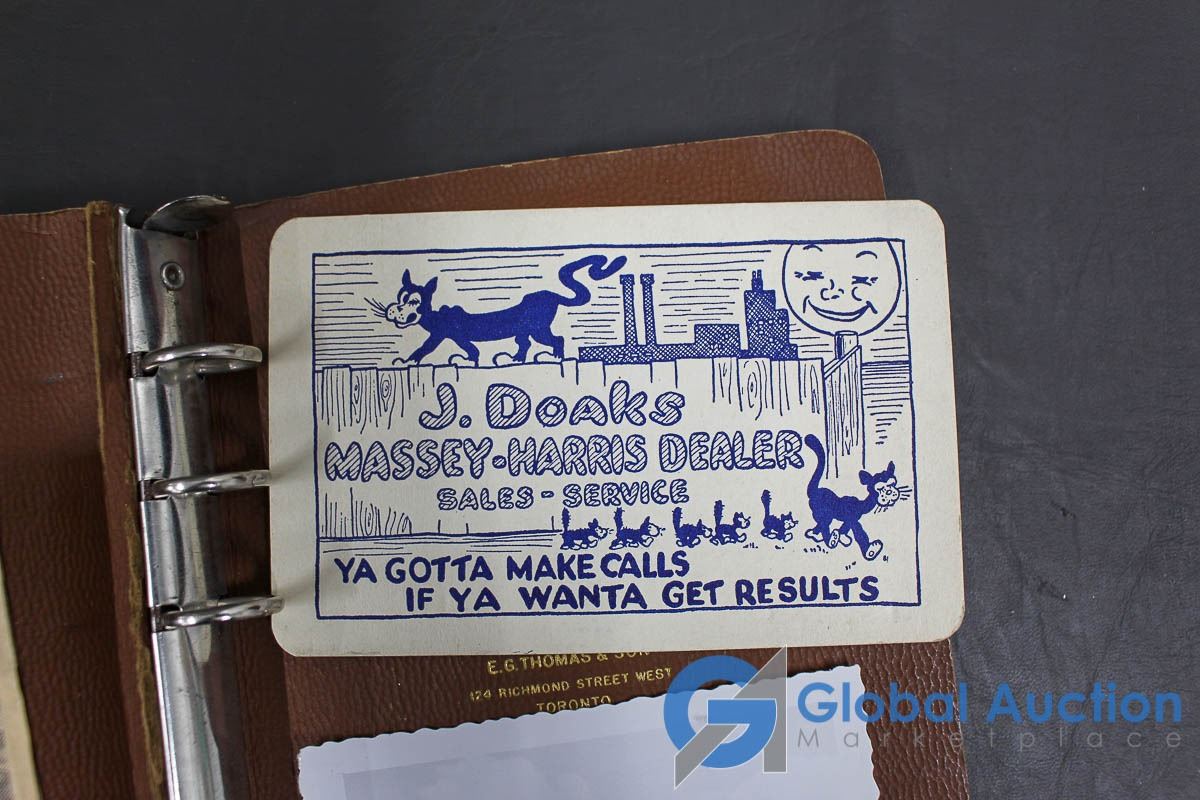 J. Doaks
MASSEY-HARRIS DEALER
SALES - SERVICE
YA GOTTA MAKE CALLS
IF YA WANTA GET RESULTS
E.G. THOMAS & SON
174 RICHMOND STREET WEST
TORONTO
Global Auction
Marketplace